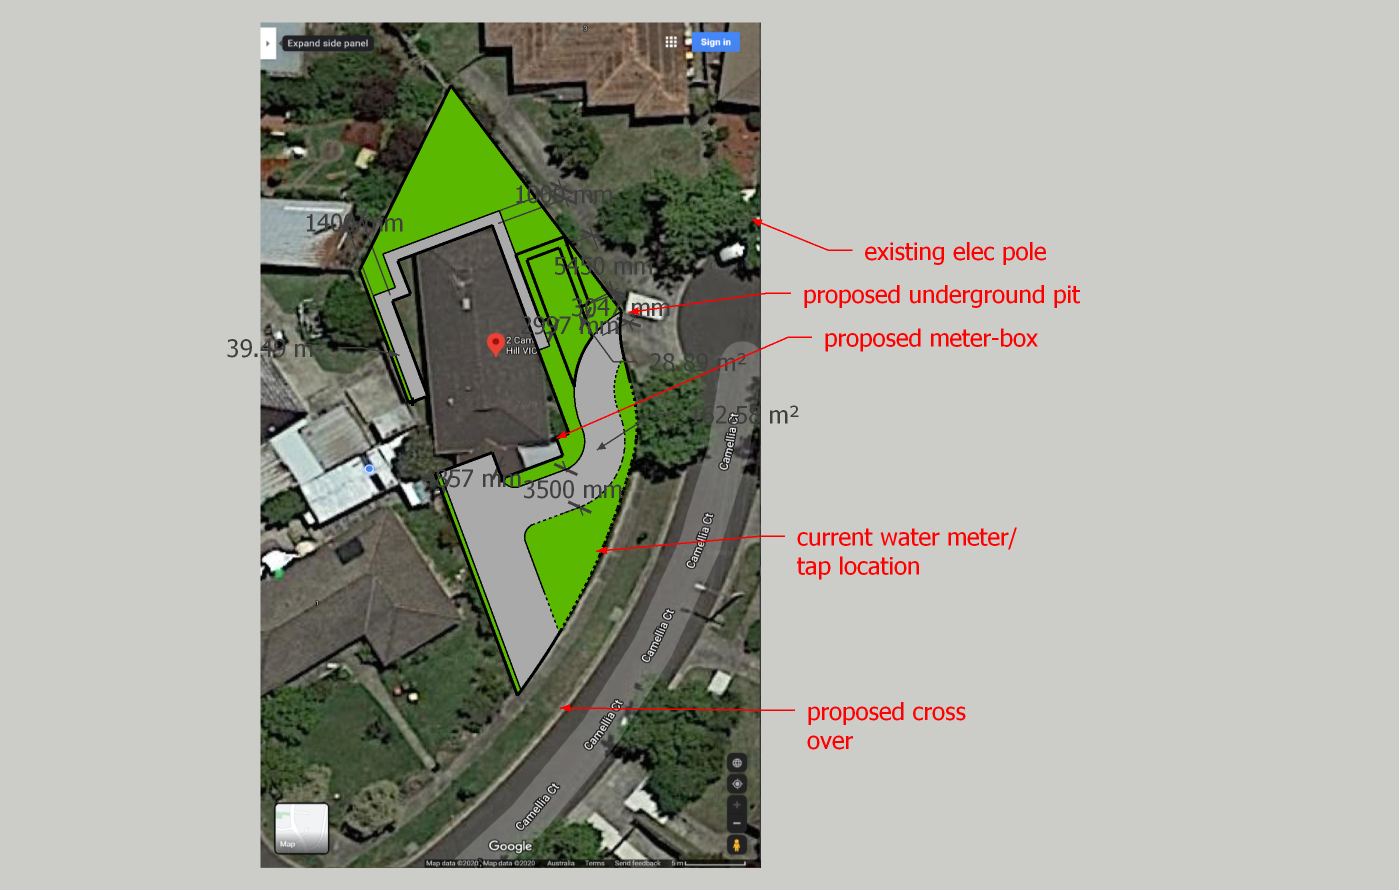 Expand side panel
Sign in
1000 mm
1400 mm
existing elec pole
5450 mm
proposed underground pit
3047 mm
2997 mm
proposed meter-box
2 Cam
Hill VIC
39.49 m
28.89 m²
162.58 m²
Camellia Ct
857 mm
3500 mm
Camellia Ct
current water meter/
tap location
Camellia Ct
proposed cross
over
Camellia Ct
Camellia Ct
Map
Google
Map data ©2020, Map data ©2020 Australia Terms Send feedback 5 m